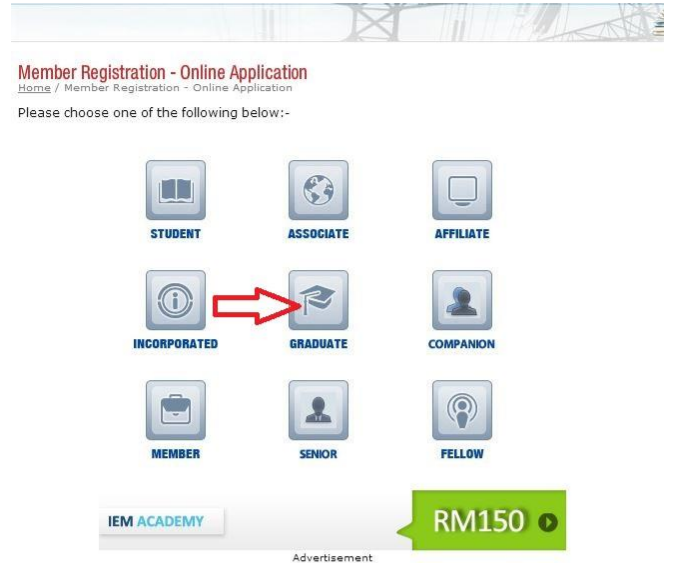 Member Registration - Online Application
Home / Member Registration - Online Application
Please choose one of the following below:-
STUDENT ASSOCIATE AFFILIATE
INCORPORATED GRADUATE COMPANION
MEMBER SENIOR FELLOW
IEM ACADEMY RM150
Advertisement